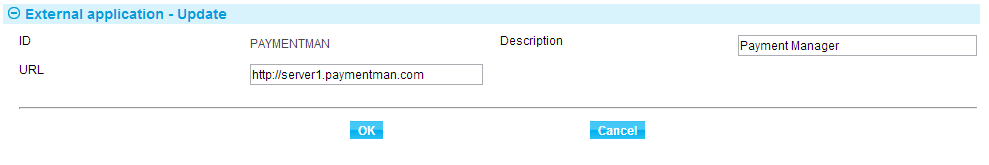 External application - Update
ID PAYMENTMAN Description Payment Manager
URL http://server1.paymentman.com
OK Cancel